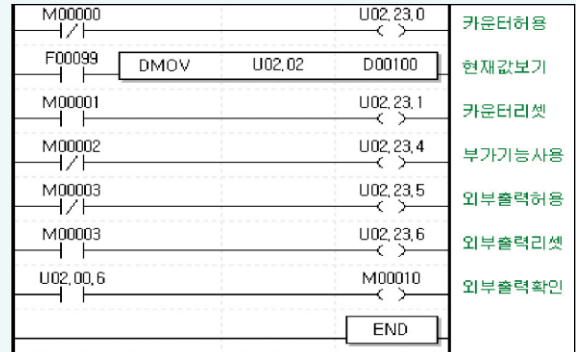 M00000 U02,23,0 카운터허용
F00099 DMOV U02,02 D00100 현재값보기
M00001 U02,23,1 카운터리셋
M00002 U02,23,4 부가기능사용
M00003 U02,23,5 외부출력허용
M00003 U02,23,6 외부출력리셋
U02,00,6 M00010 외부출력확인
END